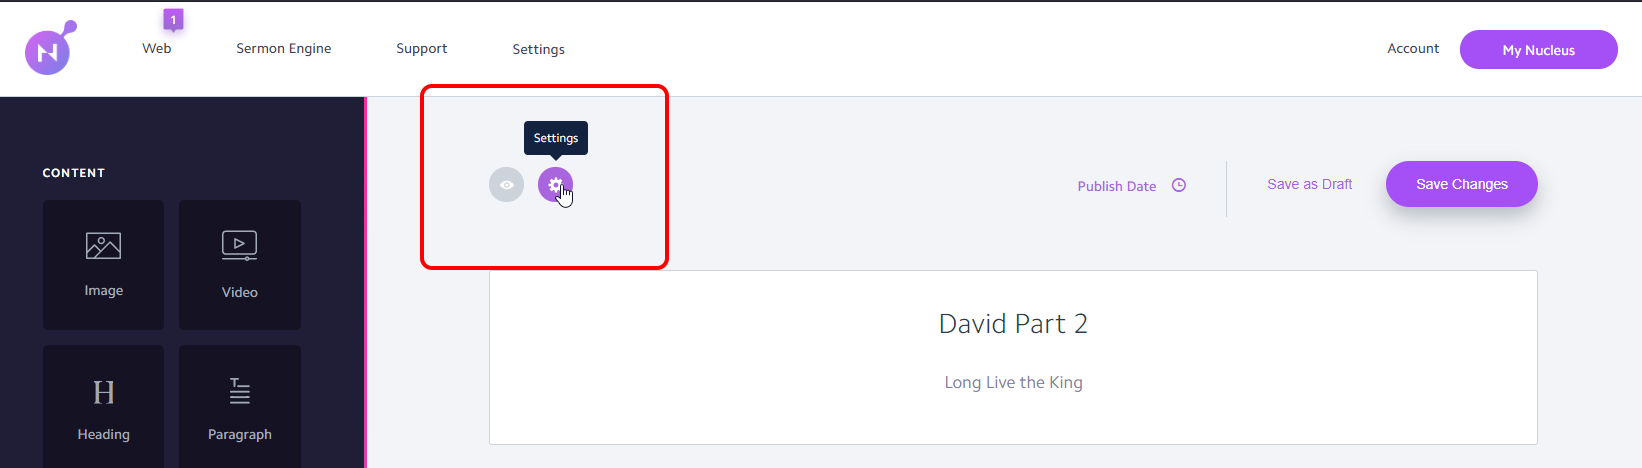 1
N
Web Sermon Engine Support Settings Account My Nucleus
Settings
CONTENT
Publish Date Save as Draft Save Changes
Image Video
David Part 2
Long Live the King
H T
Heading Paragraph